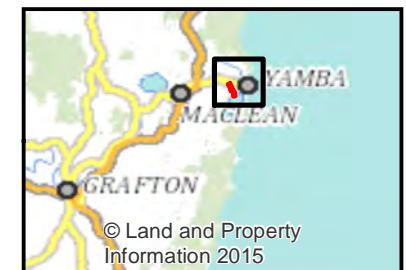 YAMBA
MACLEAN
GRAFTON
© Land and Property
Information 2015